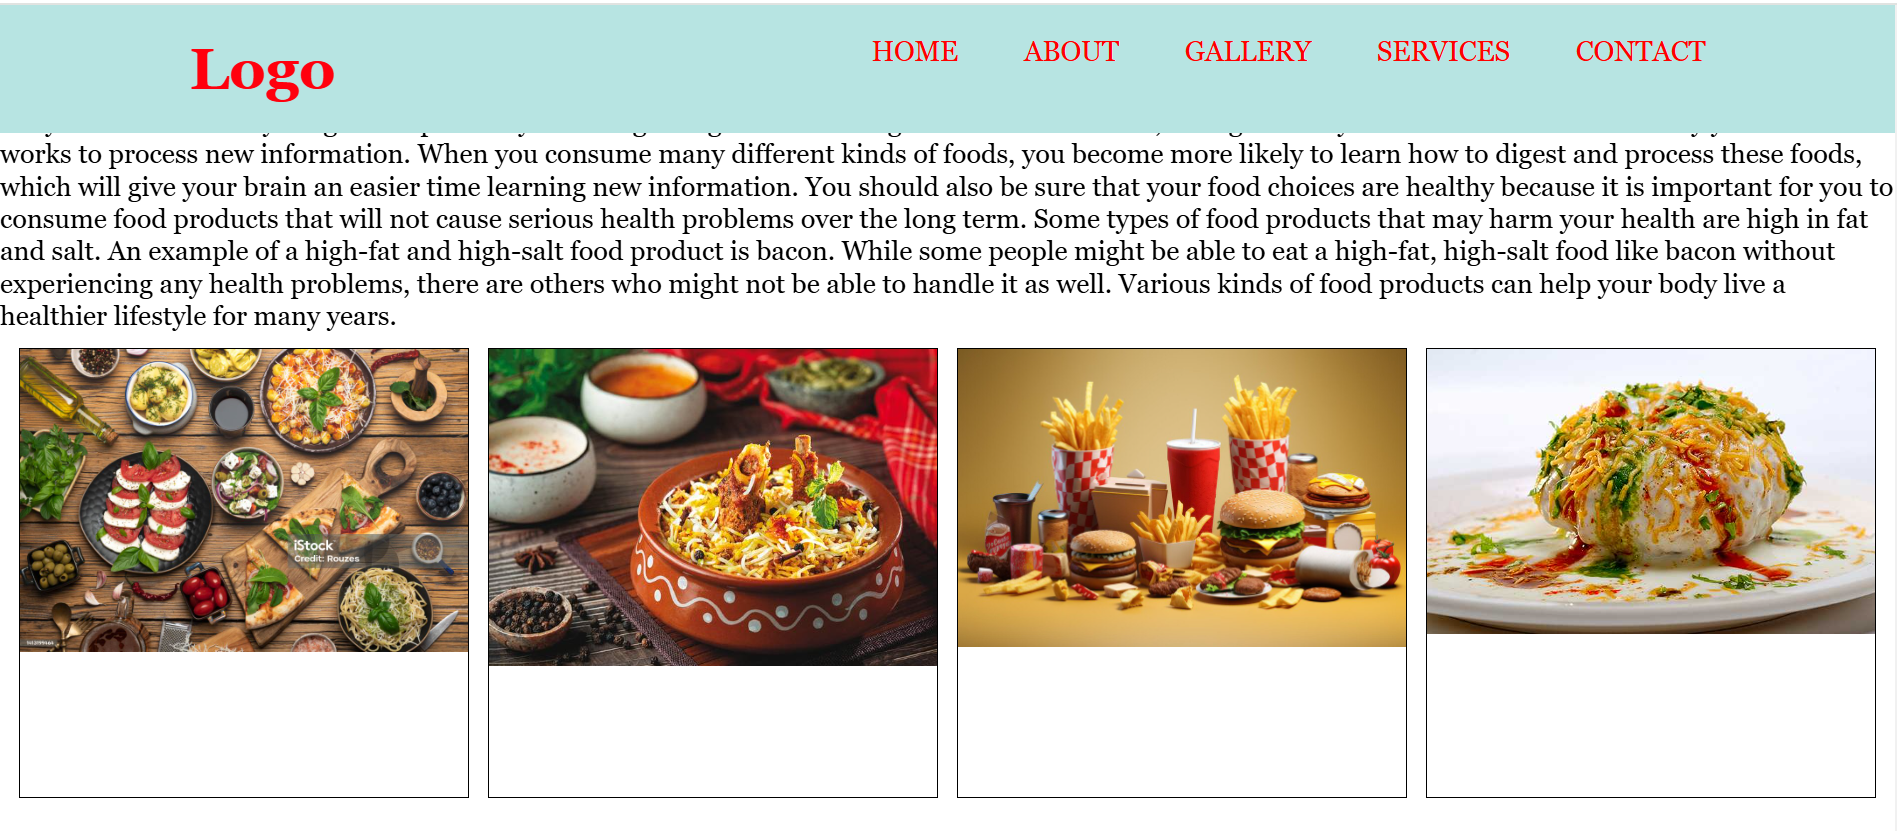 Logo
HOME ABOUT GALLERY SERVICES CONTACT
works to process new information. When you consume many different kinds of foods, you become more likely to learn how to digest and process these foods,
which will give your brain an easier time learning new information. You should also be sure that your food choices are healthy because it is important for you to
consume food products that will not cause serious health problems over the long term. Some types of food products that may harm your health are high in fat
and salt. An example of a high-fat and high-salt food product is bacon. While some people might be able to eat a high-fat, high-salt food like bacon without
experiencing any health problems, there are others who might not be able to handle it as well. Various kinds of food products can help your body live a
healthier lifestyle for many years.
iStock
Credit: Rouzes